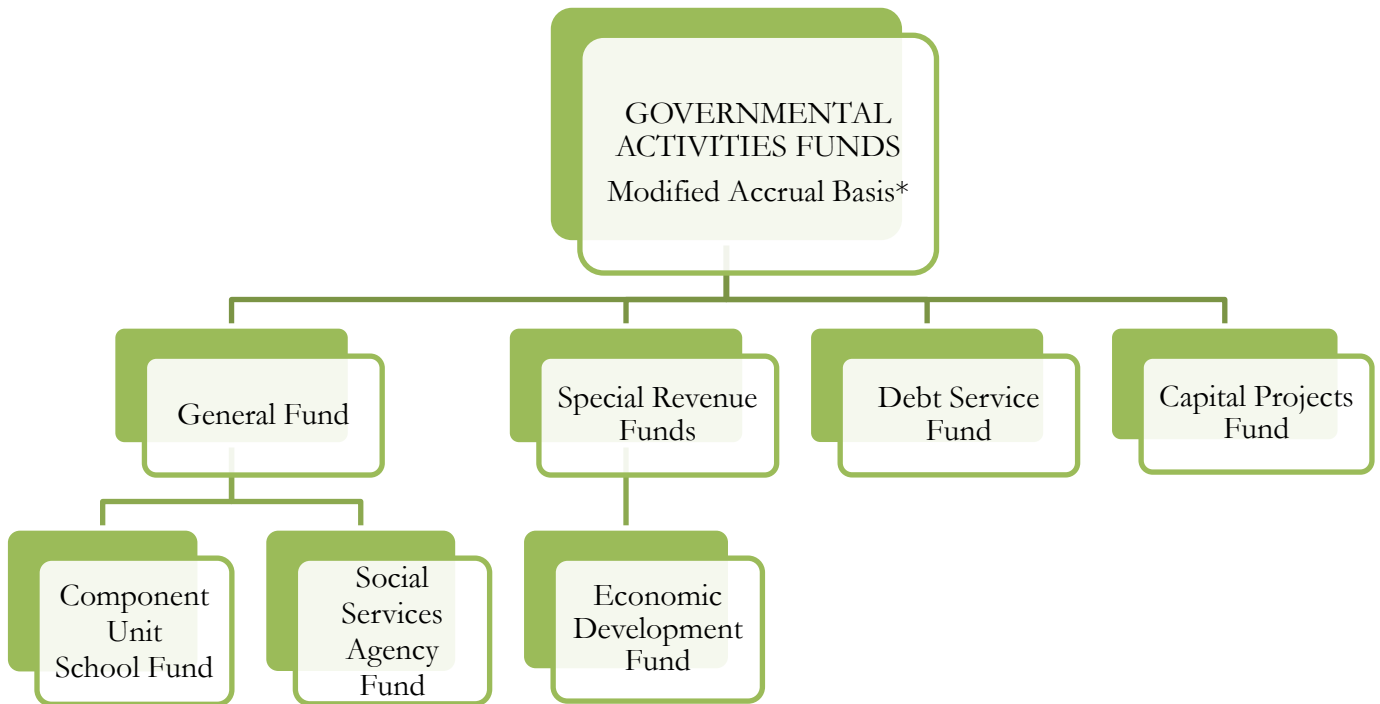 GOVERNMENTAL
ACTIVITIES FUNDS
Modified Accrual Basis*
General Fund
Special Revenue
Funds
Debt Service
Fund
Capital Projects
Fund
Component
Unit
School Fund
Social
Services
Agency
Fund
Economic
Development
Fund